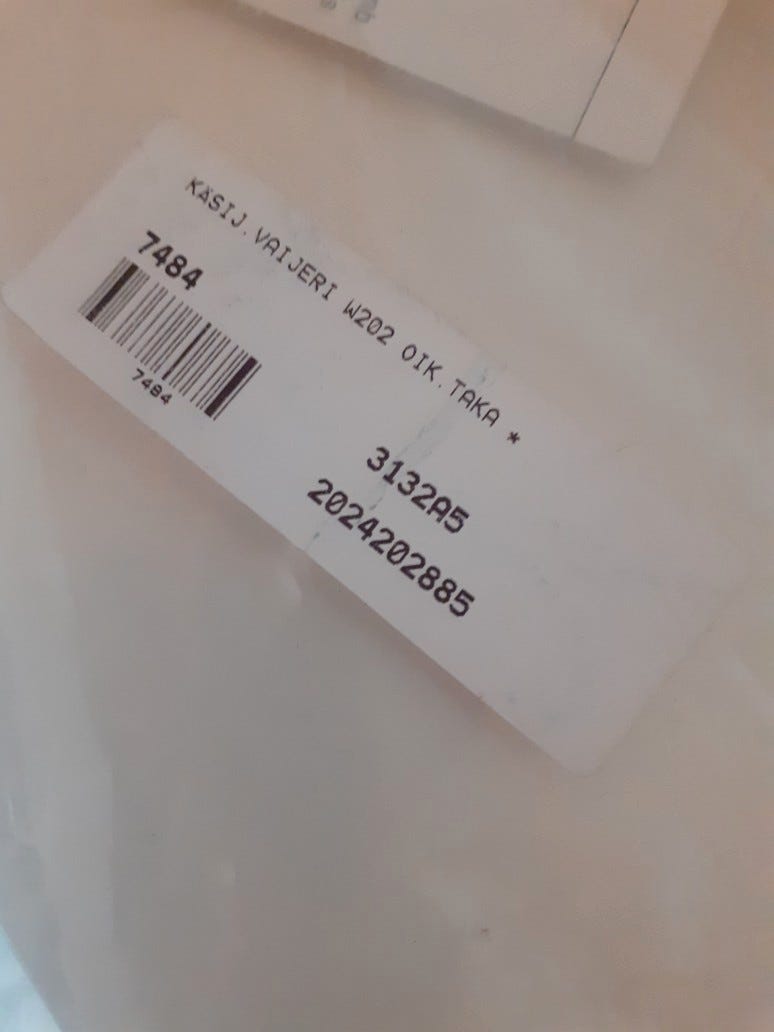 KÄSIJ.VAIJERI W202 OIK.TAKA *
7484
7484
3132A5
2024202885